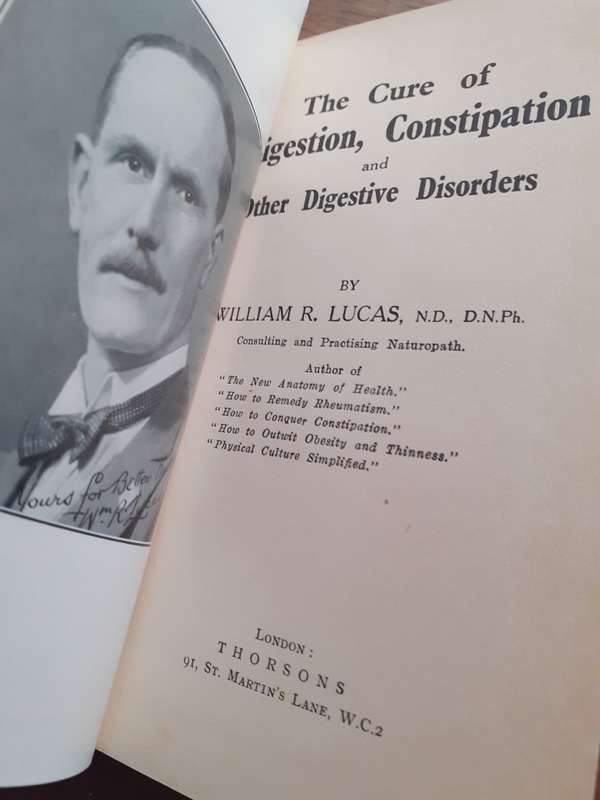 Yours for Better
Wm R.
The Cure of
igestion, Constipation
and
Other Digestive Disorders
BY
WILLIAM R. LUCAS, N.D., D.N.Ph.
Consulting and Practising Naturopath.
Author of
"The New Anatomy of Health."
"How to Remedy Rheumatism."
"How to Conquer Constipation."
"How to Outwit Obesity and Thinness."
"Physical Culture Simplified."
London:
THORSONS
91, St. Martin's Lane, W.C.2